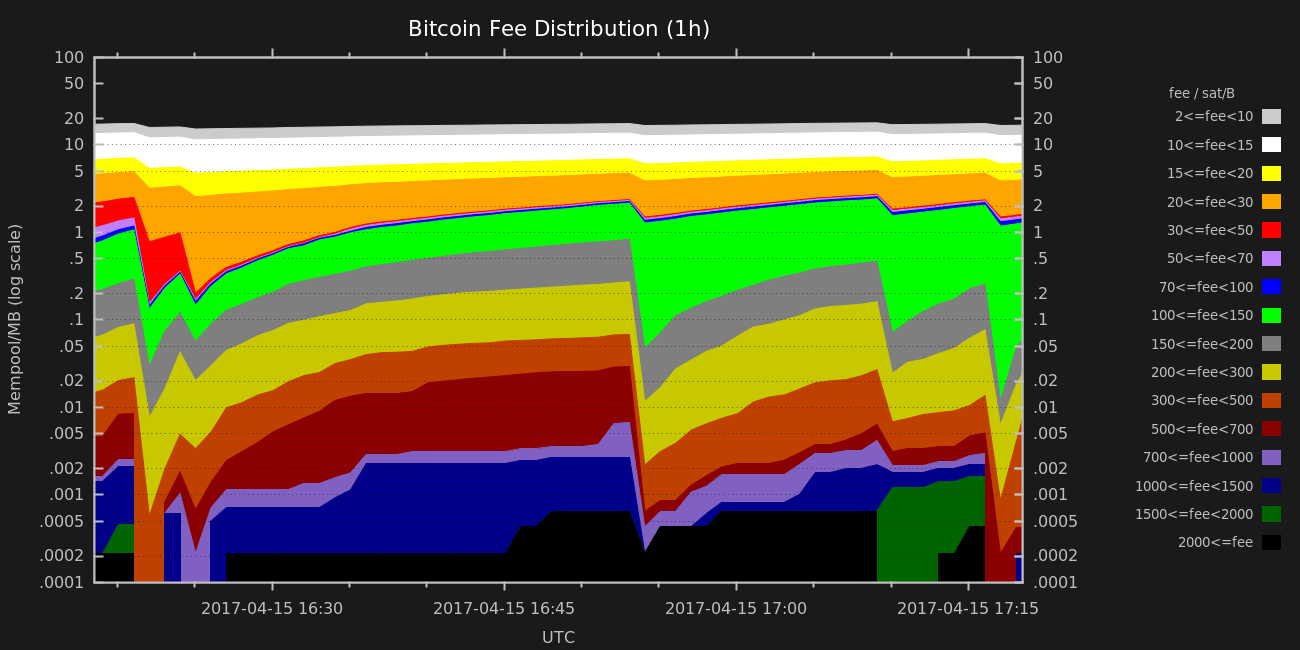 Bitcoin Fee Distribution (1h)
100 100
50 50
20 20
10 10
5 5
2 2
1 1
.5 .5
.2 .2
.1 .1
.05 .05
.02 .02
.01 .01
.005 .005
.002 .002
.001 .001
.0005 .0005
.0002 .0002
.0001 .0001
Mempool/MB (log scale)
2017-04-15 16:30 2017-04-15 16:45 2017-04-15 17:00 2017-04-15 17:15
UTC
fee / sat/B
2<=fee<10
10<=fee<15
15<=fee<20
20<=fee<30
30<=fee<50
50<=fee<70
70<=fee<100
100<=fee<150
150<=fee<200
200<=fee<300
300<=fee<500
500<=fee<700
700<=fee<1000
1000<=fee<1500
1500<=fee<2000
2000<=fee